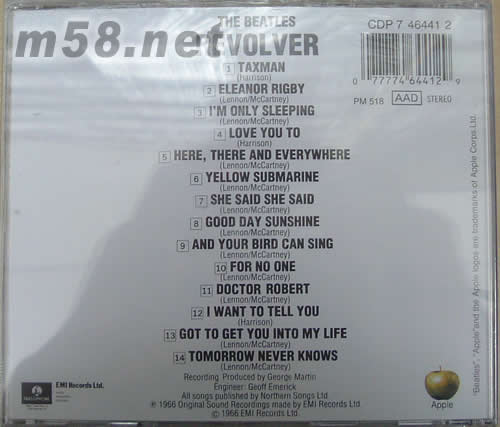 THE BEATLES
m58.net
VOLVER
CDP 7 46441 2
0 77774 64412 9
PM 518 AAD STEREO
1 TAXMAN
(Harrison)
2 ELEANOR RIGBY
(Lennon/McCartney)
3 I'M ONLY SLEEPING
(Lennon/McCartney)
4 LOVE YOU TO
(Harrison)
5 HERE, THERE AND EVERYWHERE
(Lennon/McCartney)
6 YELLOW SUBMARINE
(Lennon/McCartney)
7 SHE SAID SHE SAID
(Lennon/McCartney)
8 GOOD DAY SUNSHINE
(Lennon/McCartney)
9 AND YOUR BIRD CAN SING
(Lennon/McCartney)
10 FOR NO ONE
(Lennon/McCartney)
11 DOCTOR ROBERT
(Lennon/McCartney)
12 I WANT TO TELL YOU
(Harrison)
13 GOT TO GET YOU INTO MY LIFE
(Lennon/McCartney)
14 TOMORROW NEVER KNOWS
(Lennon/McCartney)
Recording Produced by George Martin
Engineer: Geoff Emerick
All songs published by Northern Songs Ltd
℗ 1966 Original Sound Recordings made by EMI Records Ltd.
© 1966 EMI Records Ltd.
PARLOPHONE
EMI Records Ltd.
Apple
"Beatles", "Apple" and the Apple logos are trademarks of Apple Corps Ltd.